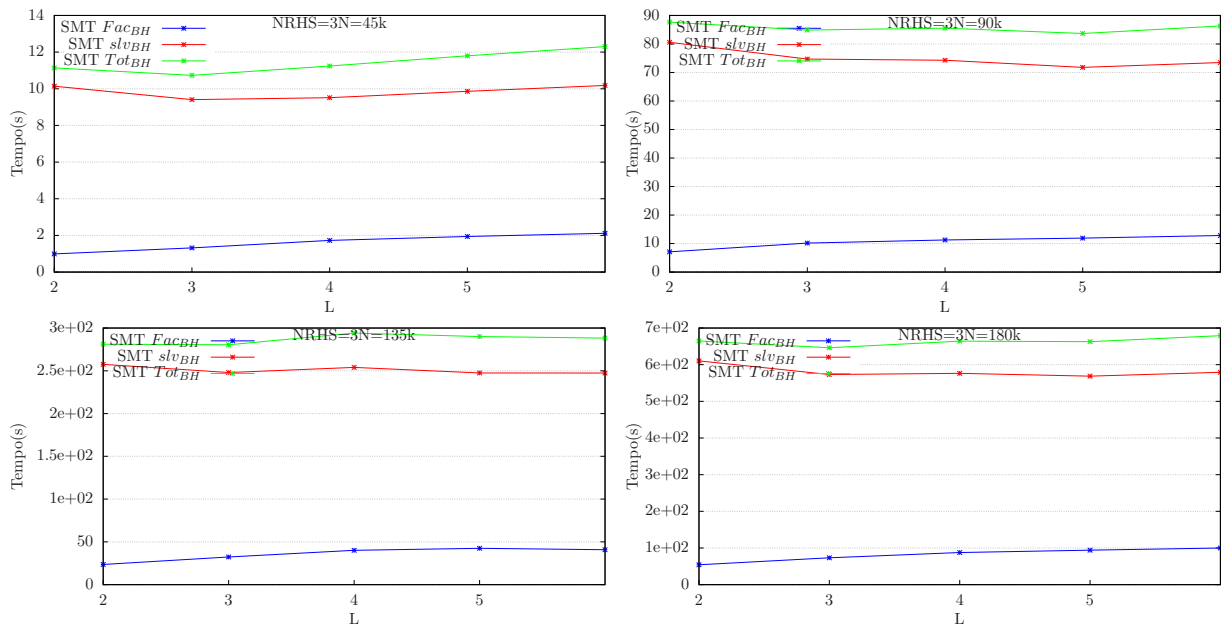 NRHS=3N=45k
SMT Fac_BH
SMT slv_BH
SMT Tot_BH
14
12
10
8
6
4
2
0
Tempo(s)
2 3 4 5
L
NRHS=3N=90k
SMT Fac_BH
SMT slv_BH
SMT Tot_BH
90
80
70
60
50
40
30
20
10
0
Tempo(s)
2 3 4 5
L
NRHS=3N=135k
SMT Fac_BH
SMT slv_BH
SMT Tot_BH
3e+02
2.5e+02
2e+02
1.5e+02
1e+02
50
0
Tempo(s)
2 3 4 5
L
NRHS=3N=180k
SMT Fac_BH
SMT slv_BH
SMT Tot_BH
7e+02
6e+02
5e+02
4e+02
3e+02
2e+02
1e+02
0
Tempo(s)
2 3 4 5
L